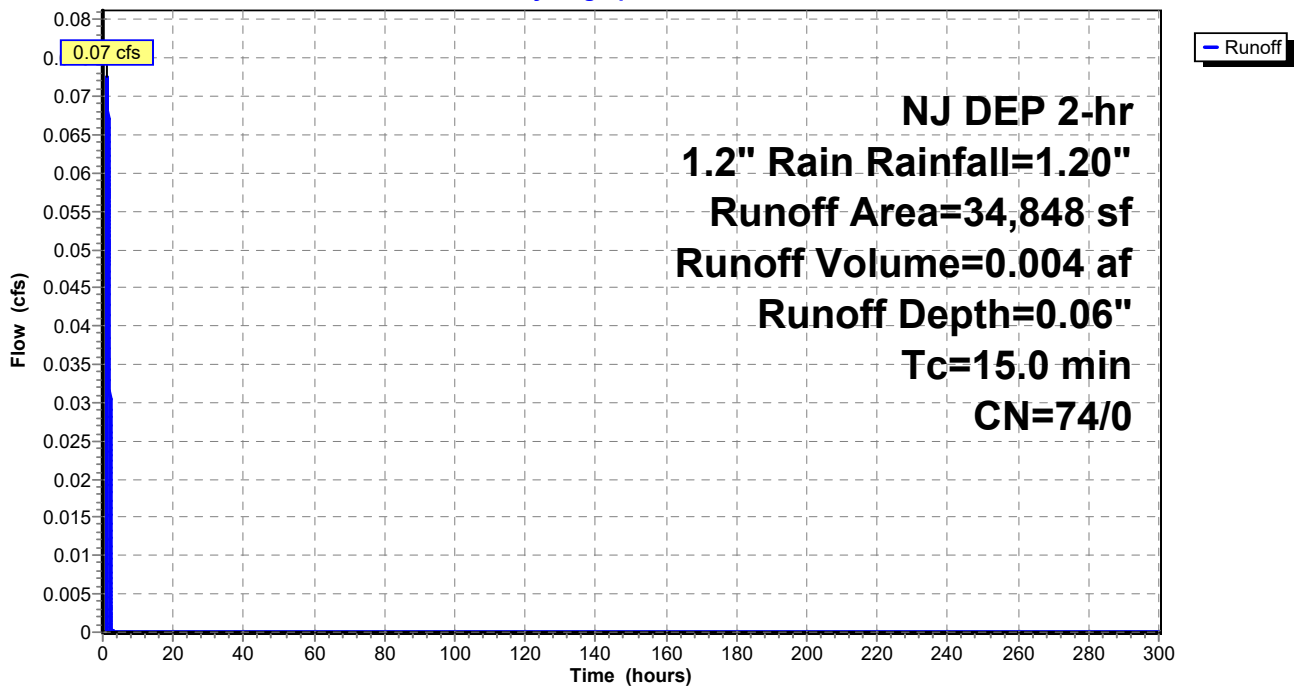 0.08
0.07 cfs
0.07
0.065
0.06
0.055
0.05
0.045
0.04
0.035
0.03
0.025
0.02
0.015
0.01
0.005
0
Flow (cfs)
0 20 40 60 80 100 120 140 160 180 200 220 240 260 280 300
Time (hours)
Runoff
NJ DEP 2-hr
1.2" Rain Rainfall=1.20"
Runoff Area=34,848 sf
Runoff Volume=0.004 af
Runoff Depth=0.06"
Tc=15.0 min
CN=74/0